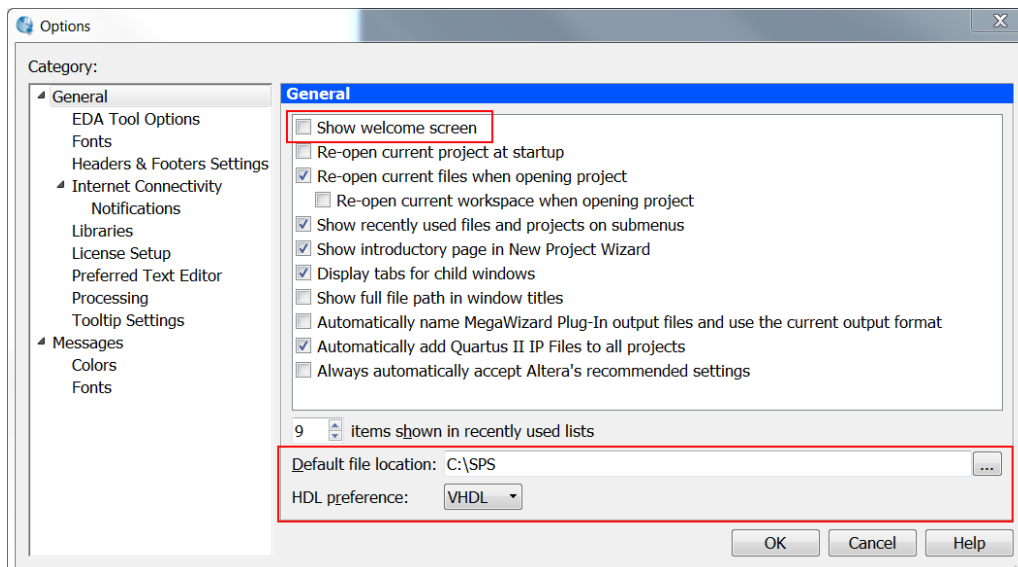 Options
X
Category:
General
EDA Tool Options
Fonts
Headers & Footers Settings
Internet Connectivity
Notifications
Libraries
License Setup
Preferred Text Editor
Processing
Tooltip Settings
Messages
Colors
Fonts
General
Show welcome screen
Re-open current project at startup
Re-open current files when opening project
Re-open current workspace when opening project
Show recently used files and projects on submenus
Show introductory page in New Project Wizard
Display tabs for child windows
Show full file path in window titles
Automatically name MegaWizard Plug-In output files and use the current output format
Automatically add Quartus II IP Files to all projects
Always automatically accept Altera's recommended settings
9 items shown in recently used lists
Default file location: C:\SPS ...
HDL preference: VHDL
OK Cancel Help